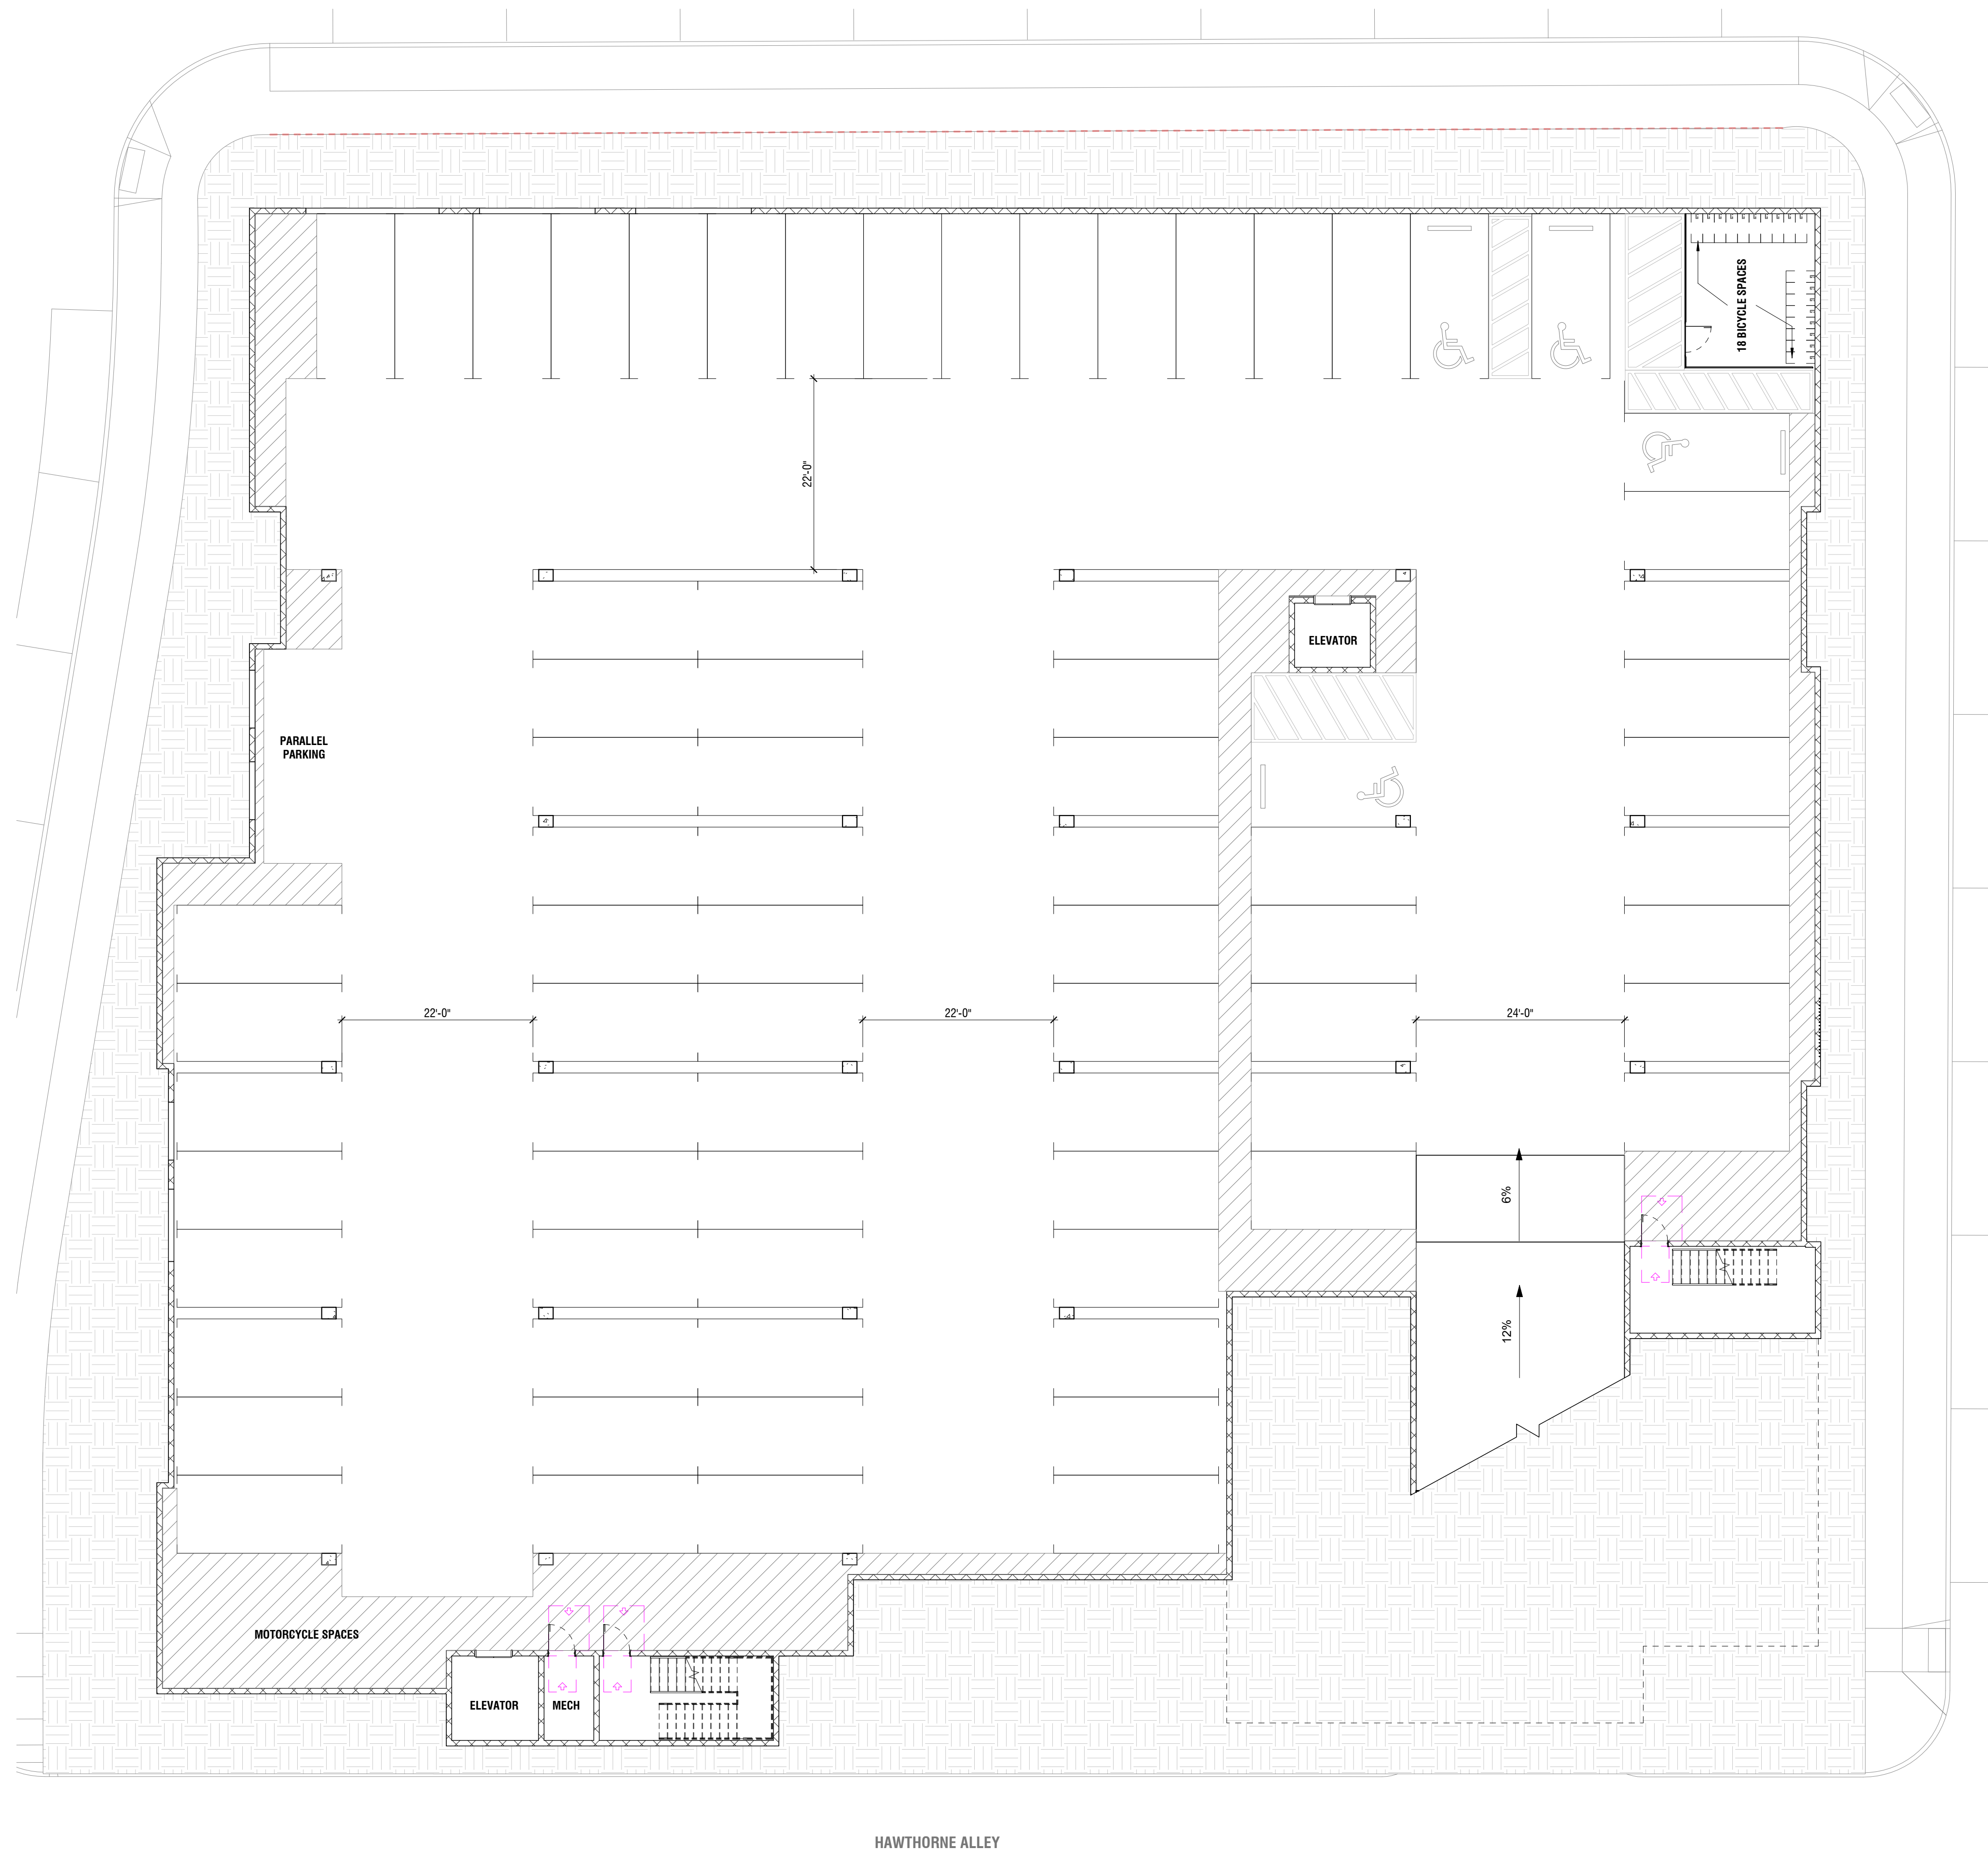 18 BICYCLE SPACES
22'-0"
ELEVATOR
PARALLEL
PARKING
22'-0"
22'-0"
24'-0"
6%
12%
MOTORCYCLE SPACES
ELEVATOR
MECH
HAWTHORNE ALLEY